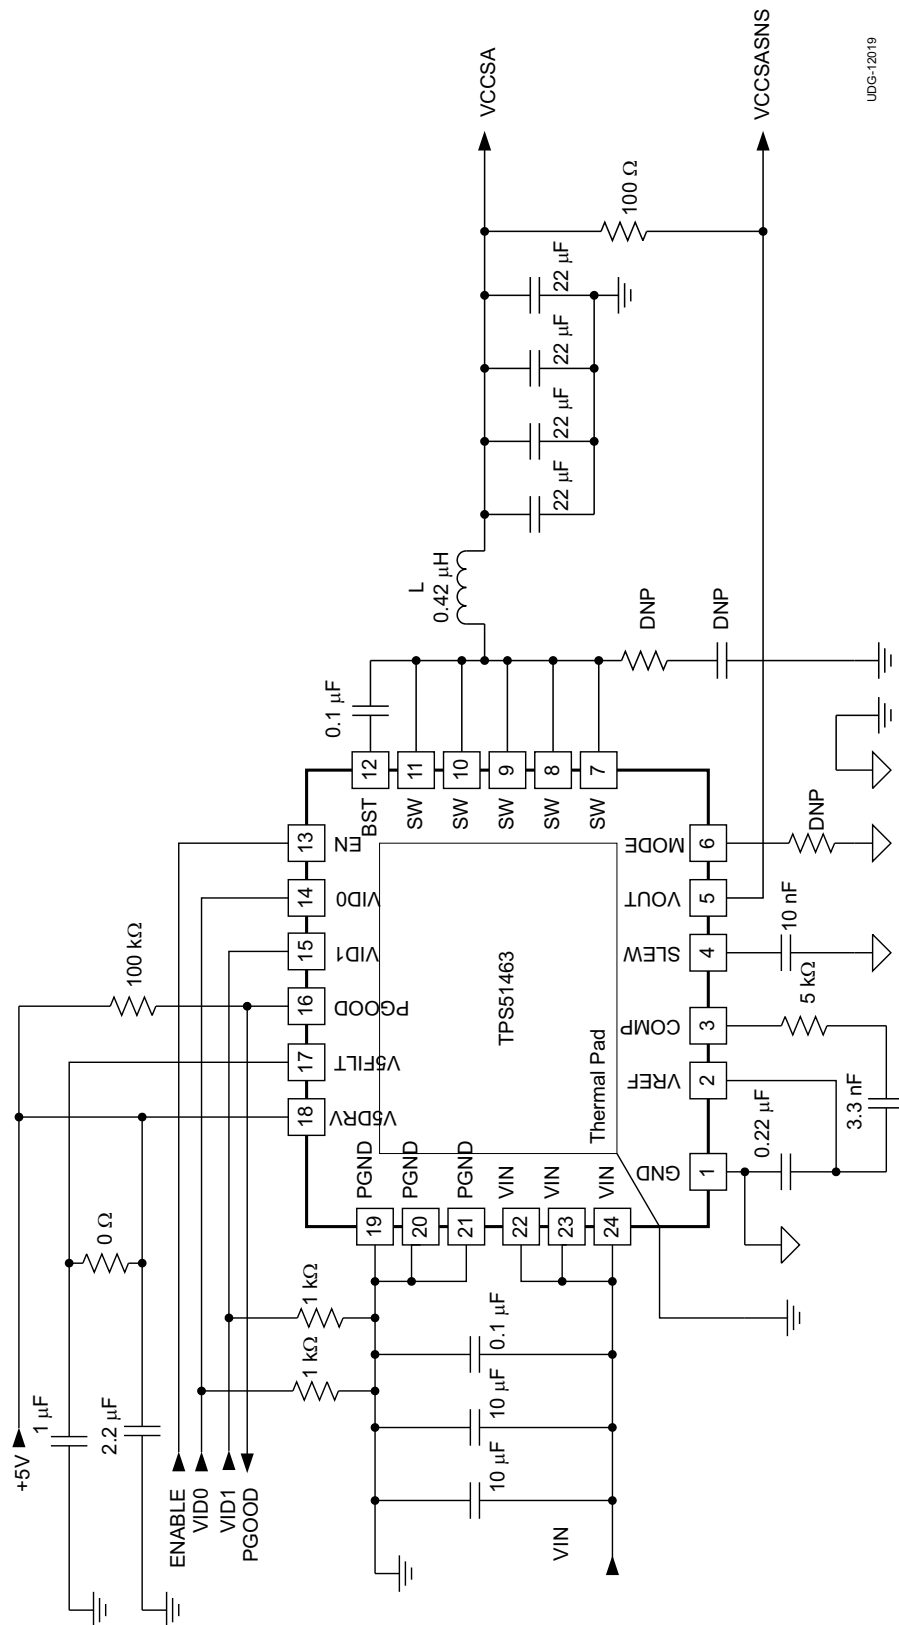 +5V
1 µF
0 Ω
2.2 µF
100 kΩ
ENABLE
VID0
VID1
PGOOD
1 kΩ
1 kΩ
18
17
16
15
14
13
V5DRV
V5FILT
PGOOD
VID1
VID0
EN
0.1 µF
19 PGND
BST 12
20 PGND
SW 11
21 PGND
SW 10
22 VIN
SW 9
23 VIN
SW 8
24 VIN
SW 7
TPS51463
Thermal Pad
10 µF
10 µF
0.1 µF
VIN
L
0.42 µH
22 µF
22 µF
22 µF
22 µF
VCCSA
100 Ω
DNP
DNP
GND
VREF
COMP
SLEW
VOUT
MODE
1
2
3
4
5
6
0.22 µF
5 kΩ
10 nF
DNP
3.3 nF
VCCSASNS
UDG-12019